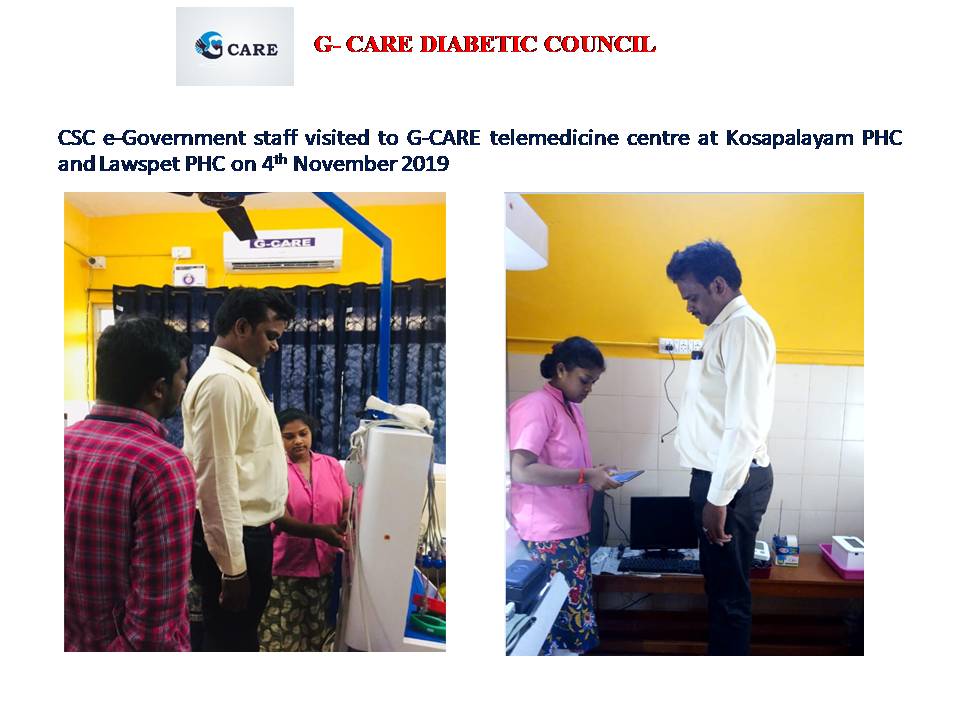 G CARE
G- CARE DIABETIC COUNCIL
CSC e-Government staff visited to G-CARE telemedicine centre at Kosapalayam PHC
and Lawspet PHC on 4th November 2019
G-CARE